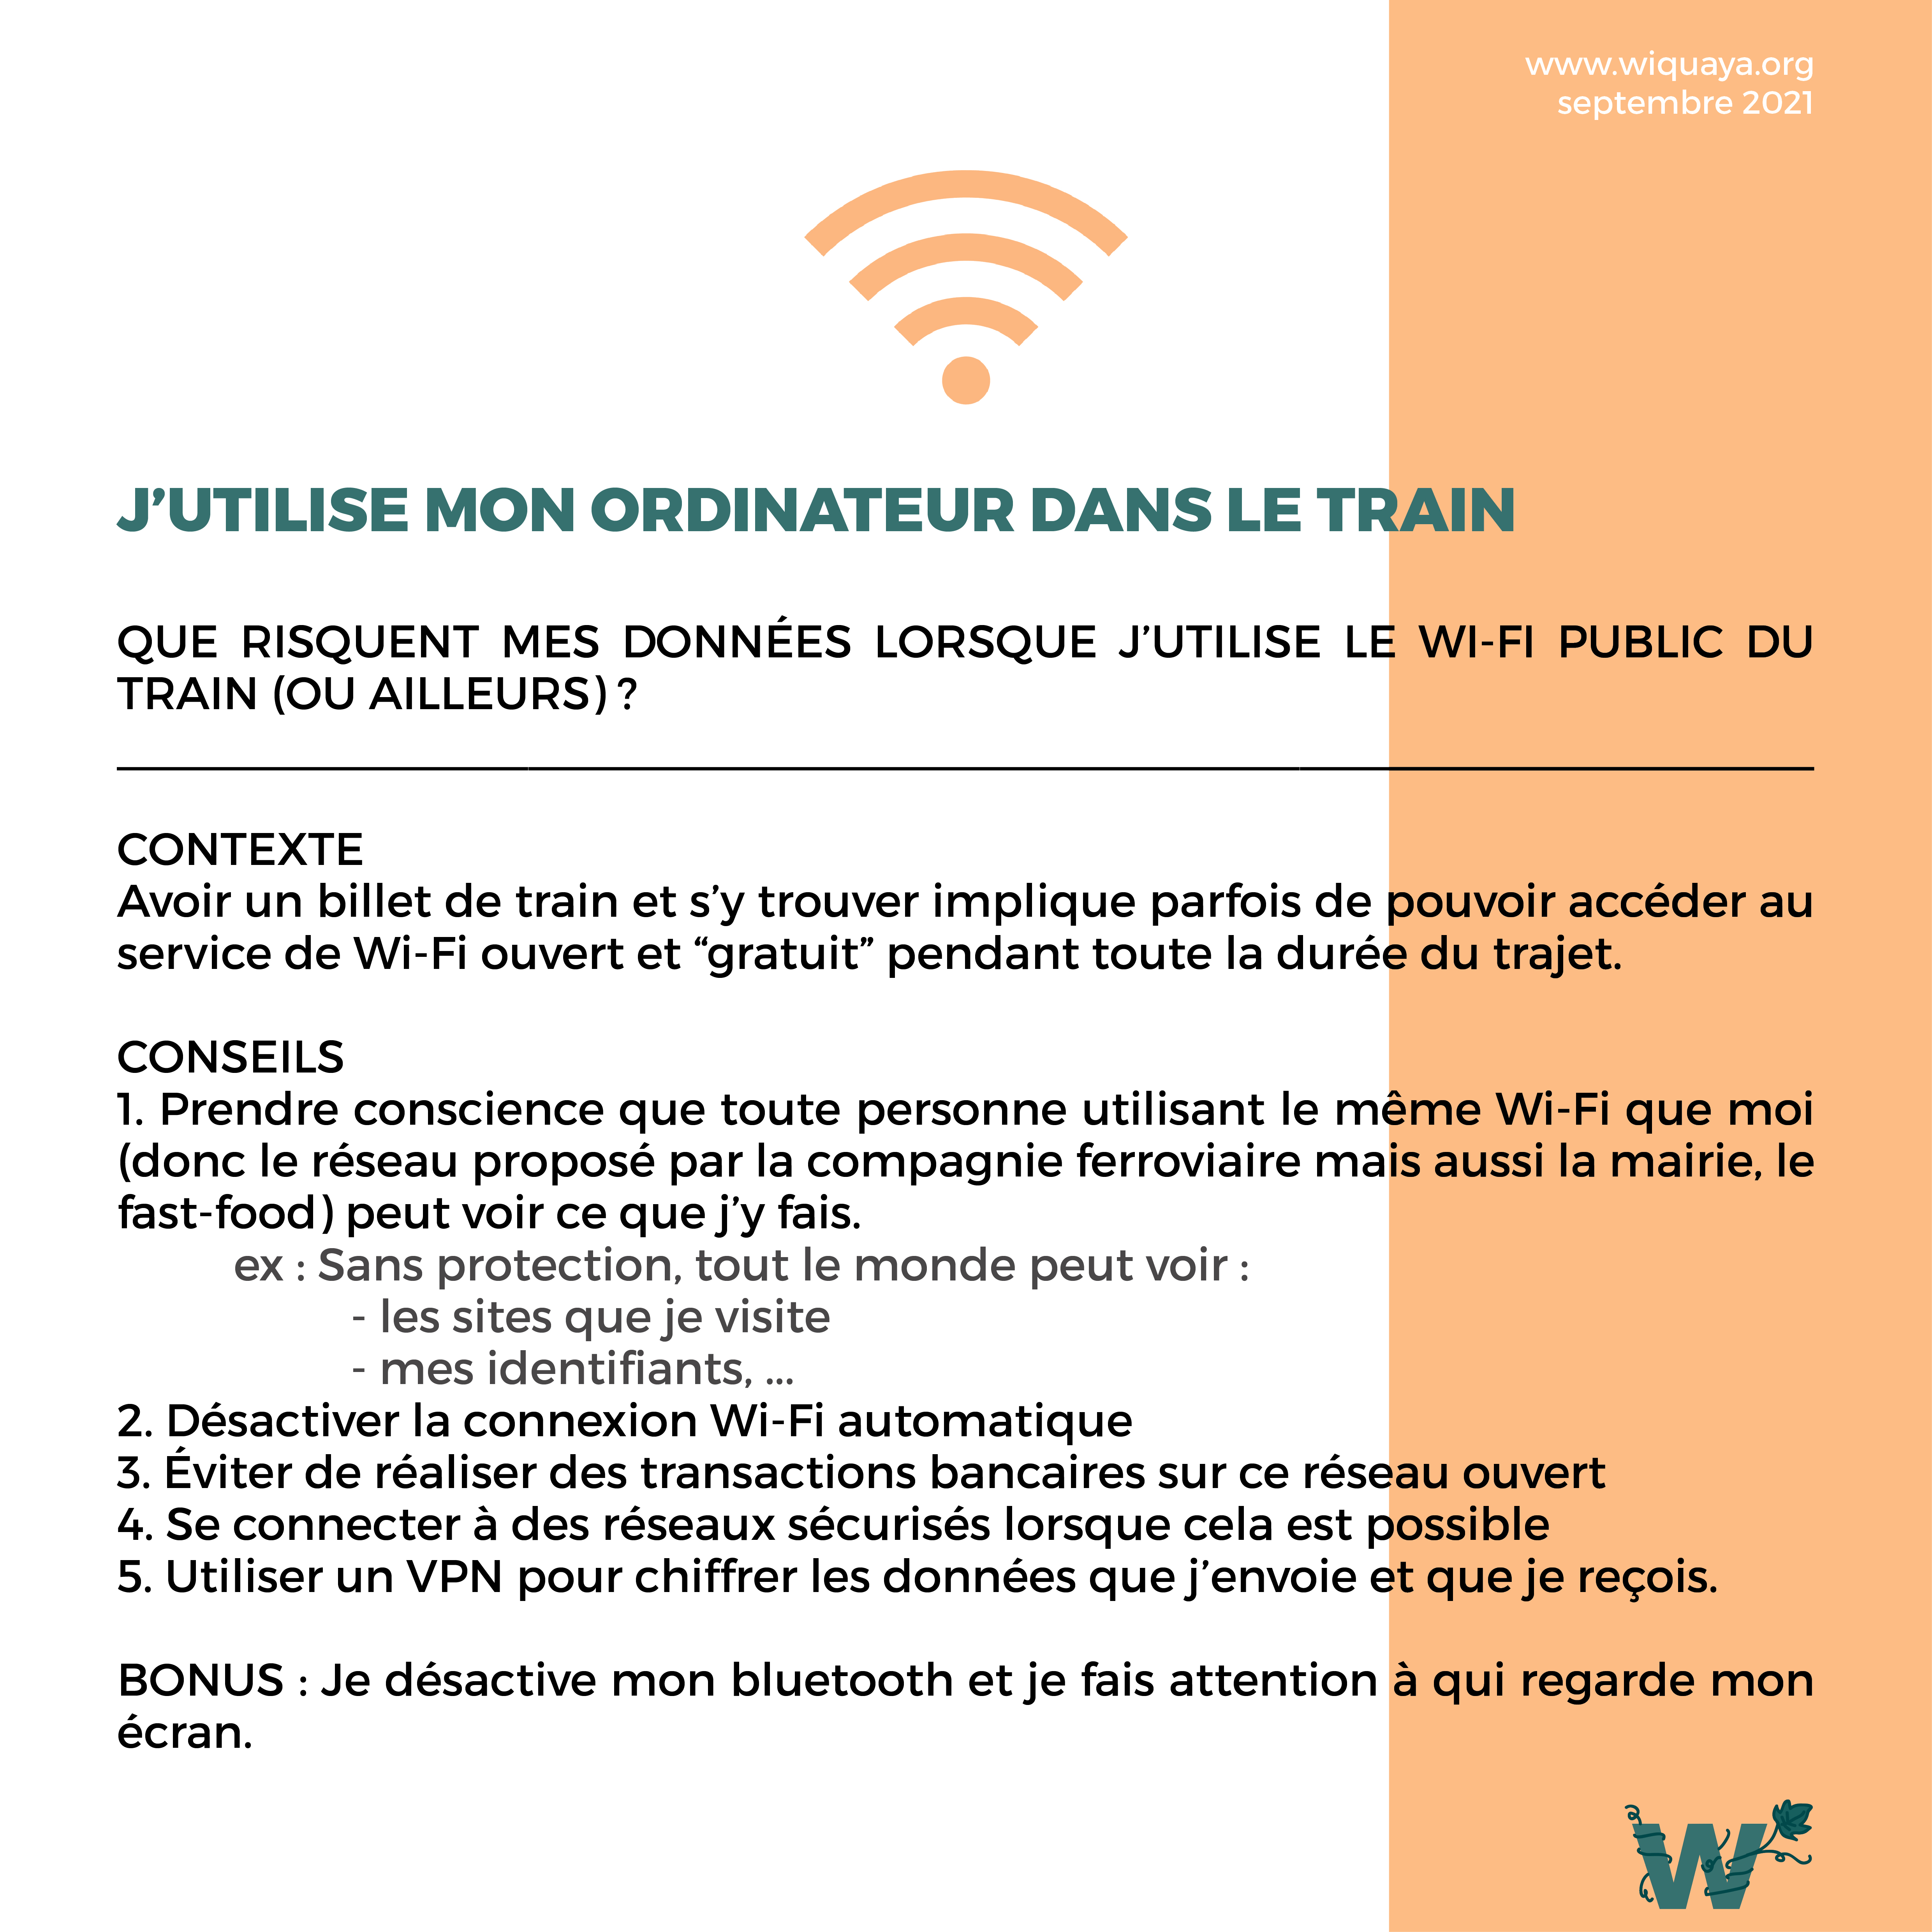 www.wiquaya.org
septembre 2021
J’UTILISE MON ORDINATEUR DANS LE TRAIN
QUE RISQUENT MES DONNÉES LORSQUE J’UTILISE LE WI-FI PUBLIC DU
TRAIN (OU AILLEURS) ?
CONTEXTE
Avoir un billet de train et s’y trouver implique parfois de pouvoir accéder au
service de Wi-Fi ouvert et “gratuit” pendant toute la durée du trajet.
CONSEILS
1. Prendre conscience que toute personne utilisant le même Wi-Fi que moi
(donc le réseau proposé par la compagnie ferroviaire mais aussi la mairie, le
fast-food) peut voir ce que j’y fais.
ex : Sans protection, tout le monde peut voir :
- les sites que je visite
- mes identifiants, ...
2. Désactiver la connexion Wi-Fi automatique
3. Éviter de réaliser des transactions bancaires sur ce réseau ouvert
4. Se connecter à des réseaux sécurisés lorsque cela est possible
5. Utiliser un VPN pour chiffrer les données que j’envoie et que je reçois.
BONUS : Je désactive mon bluetooth et je fais attention à qui regarde mon
écran.
W